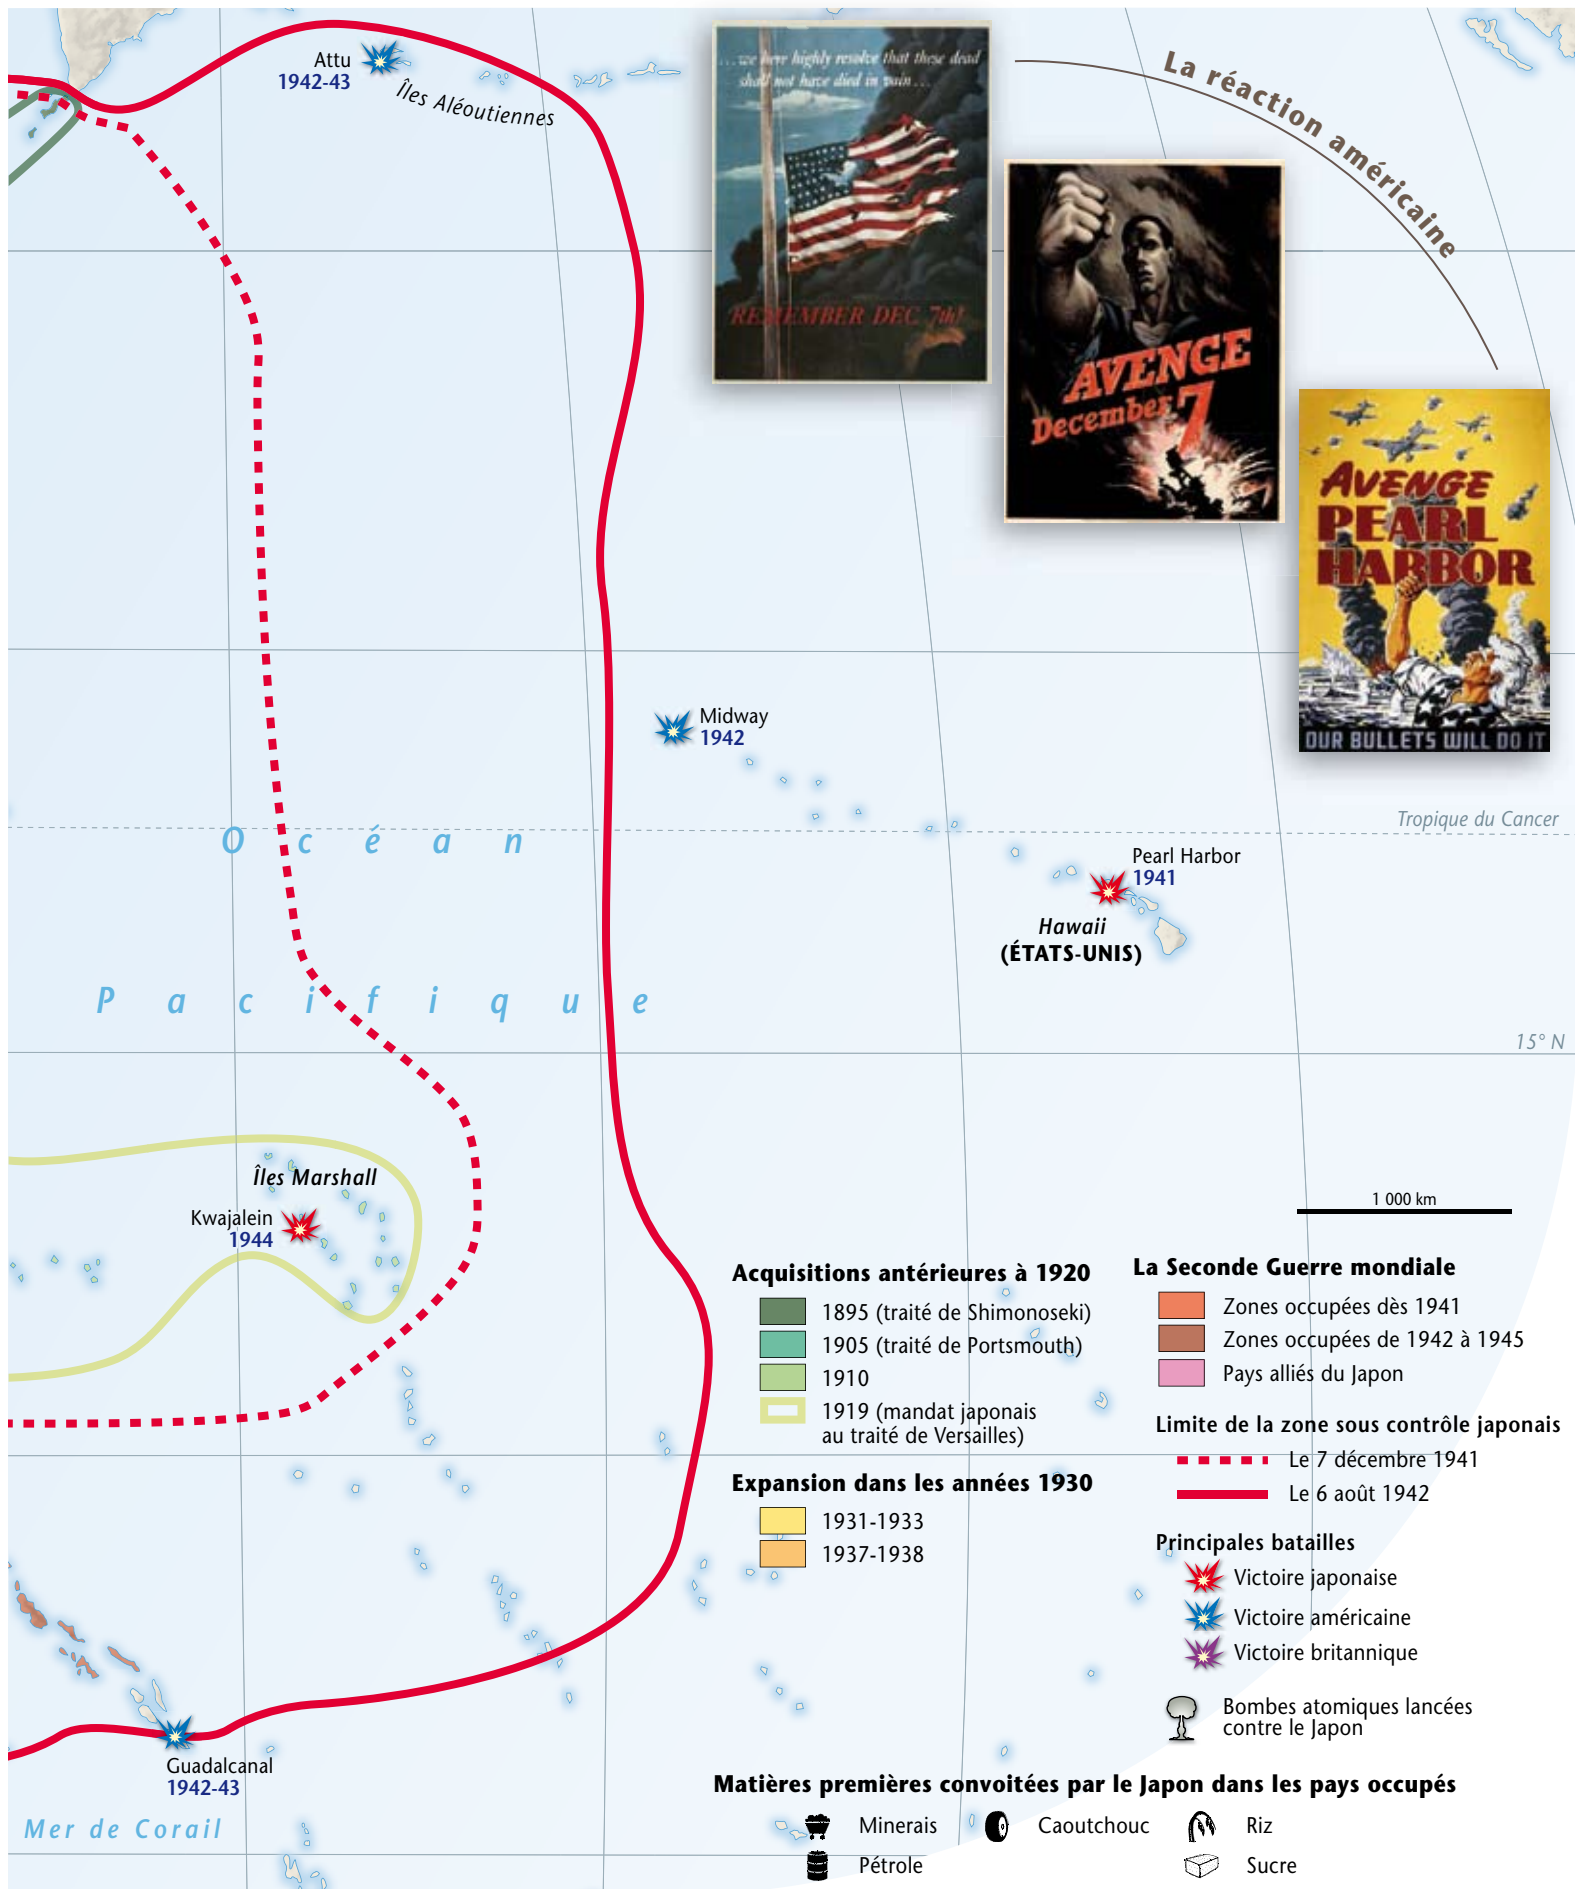 Attu
1942-43
Îles Aléoutiennes
...we here highly resolve that these dead
shall not have died in vain...
REMEMBER DEC 7th!
La réaction américaine
AVENGE
December 7
AVENGE
PEARL
HARBOR
OUR BULLETS WILL DO IT
Midway
1942
Tropique du Cancer
Océan
Pearl Harbor
1941
Hawaii
(ÉTATS-UNIS)
Pacifique
15° N
Îles Marshall
Kwajalein
1944
1 000 km
Acquisitions antérieures à 1920
1895 (traité de Shimonoseki)
1905 (traité de Portsmouth)
1910
1919 (mandat japonais
au traité de Versailles)
Expansion dans les années 1930
1931-1933
1937-1938
La Seconde Guerre mondiale
Zones occupées dès 1941
Zones occupées de 1942 à 1945
Pays alliés du Japon
Limite de la zone sous contrôle japonais
Le 7 décembre 1941
Le 6 août 1942
Principales batailles
Victoire japonaise
Victoire américaine
Victoire britannique
Bombes atomiques lancées
contre le Japon
Guadalcanal
1942-43
Mer de Corail
Matières premières convoitées par le Japon dans les pays occupés
Minerais
Caoutchouc
Riz
Pétrole
Sucre